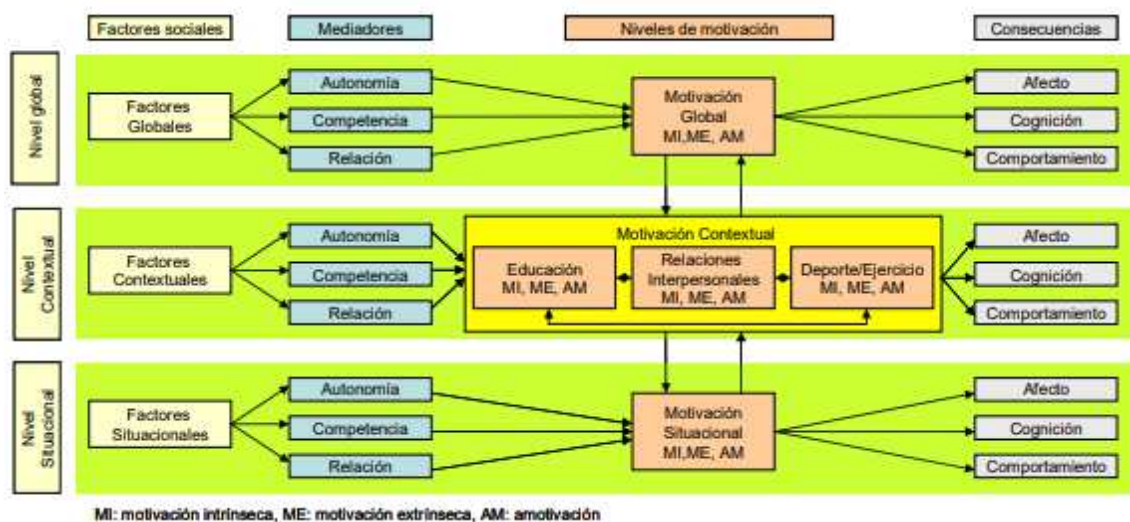 Factores sociales
Mediadores
Niveles de motivación
Consecuencias
Nivel global
Factores
Globales
Autonomía
Competencia
Relación
Motivación
Global
MI,ME, AM
Afecto
Cognición
Comportamiento
Nivel
Contextual
Factores
Contextuales
Autonomía
Competencia
Relación
Motivación Contextual
Educación
MI, ME, AM
Relaciones
Interpersonales
MI, ME, AM
Deporte/Ejercicio
MI, ME, AM
Afecto
Cognición
Comportamiento
Nivel
Situacional
Factores
Situacionales
Autonomía
Competencia
Relación
Motivación
Situacional
MI,ME, AM
Afecto
Cognición
Comportamiento
MI: motivación intrínseca, ME: motivación extrínseca, AM: amotivación